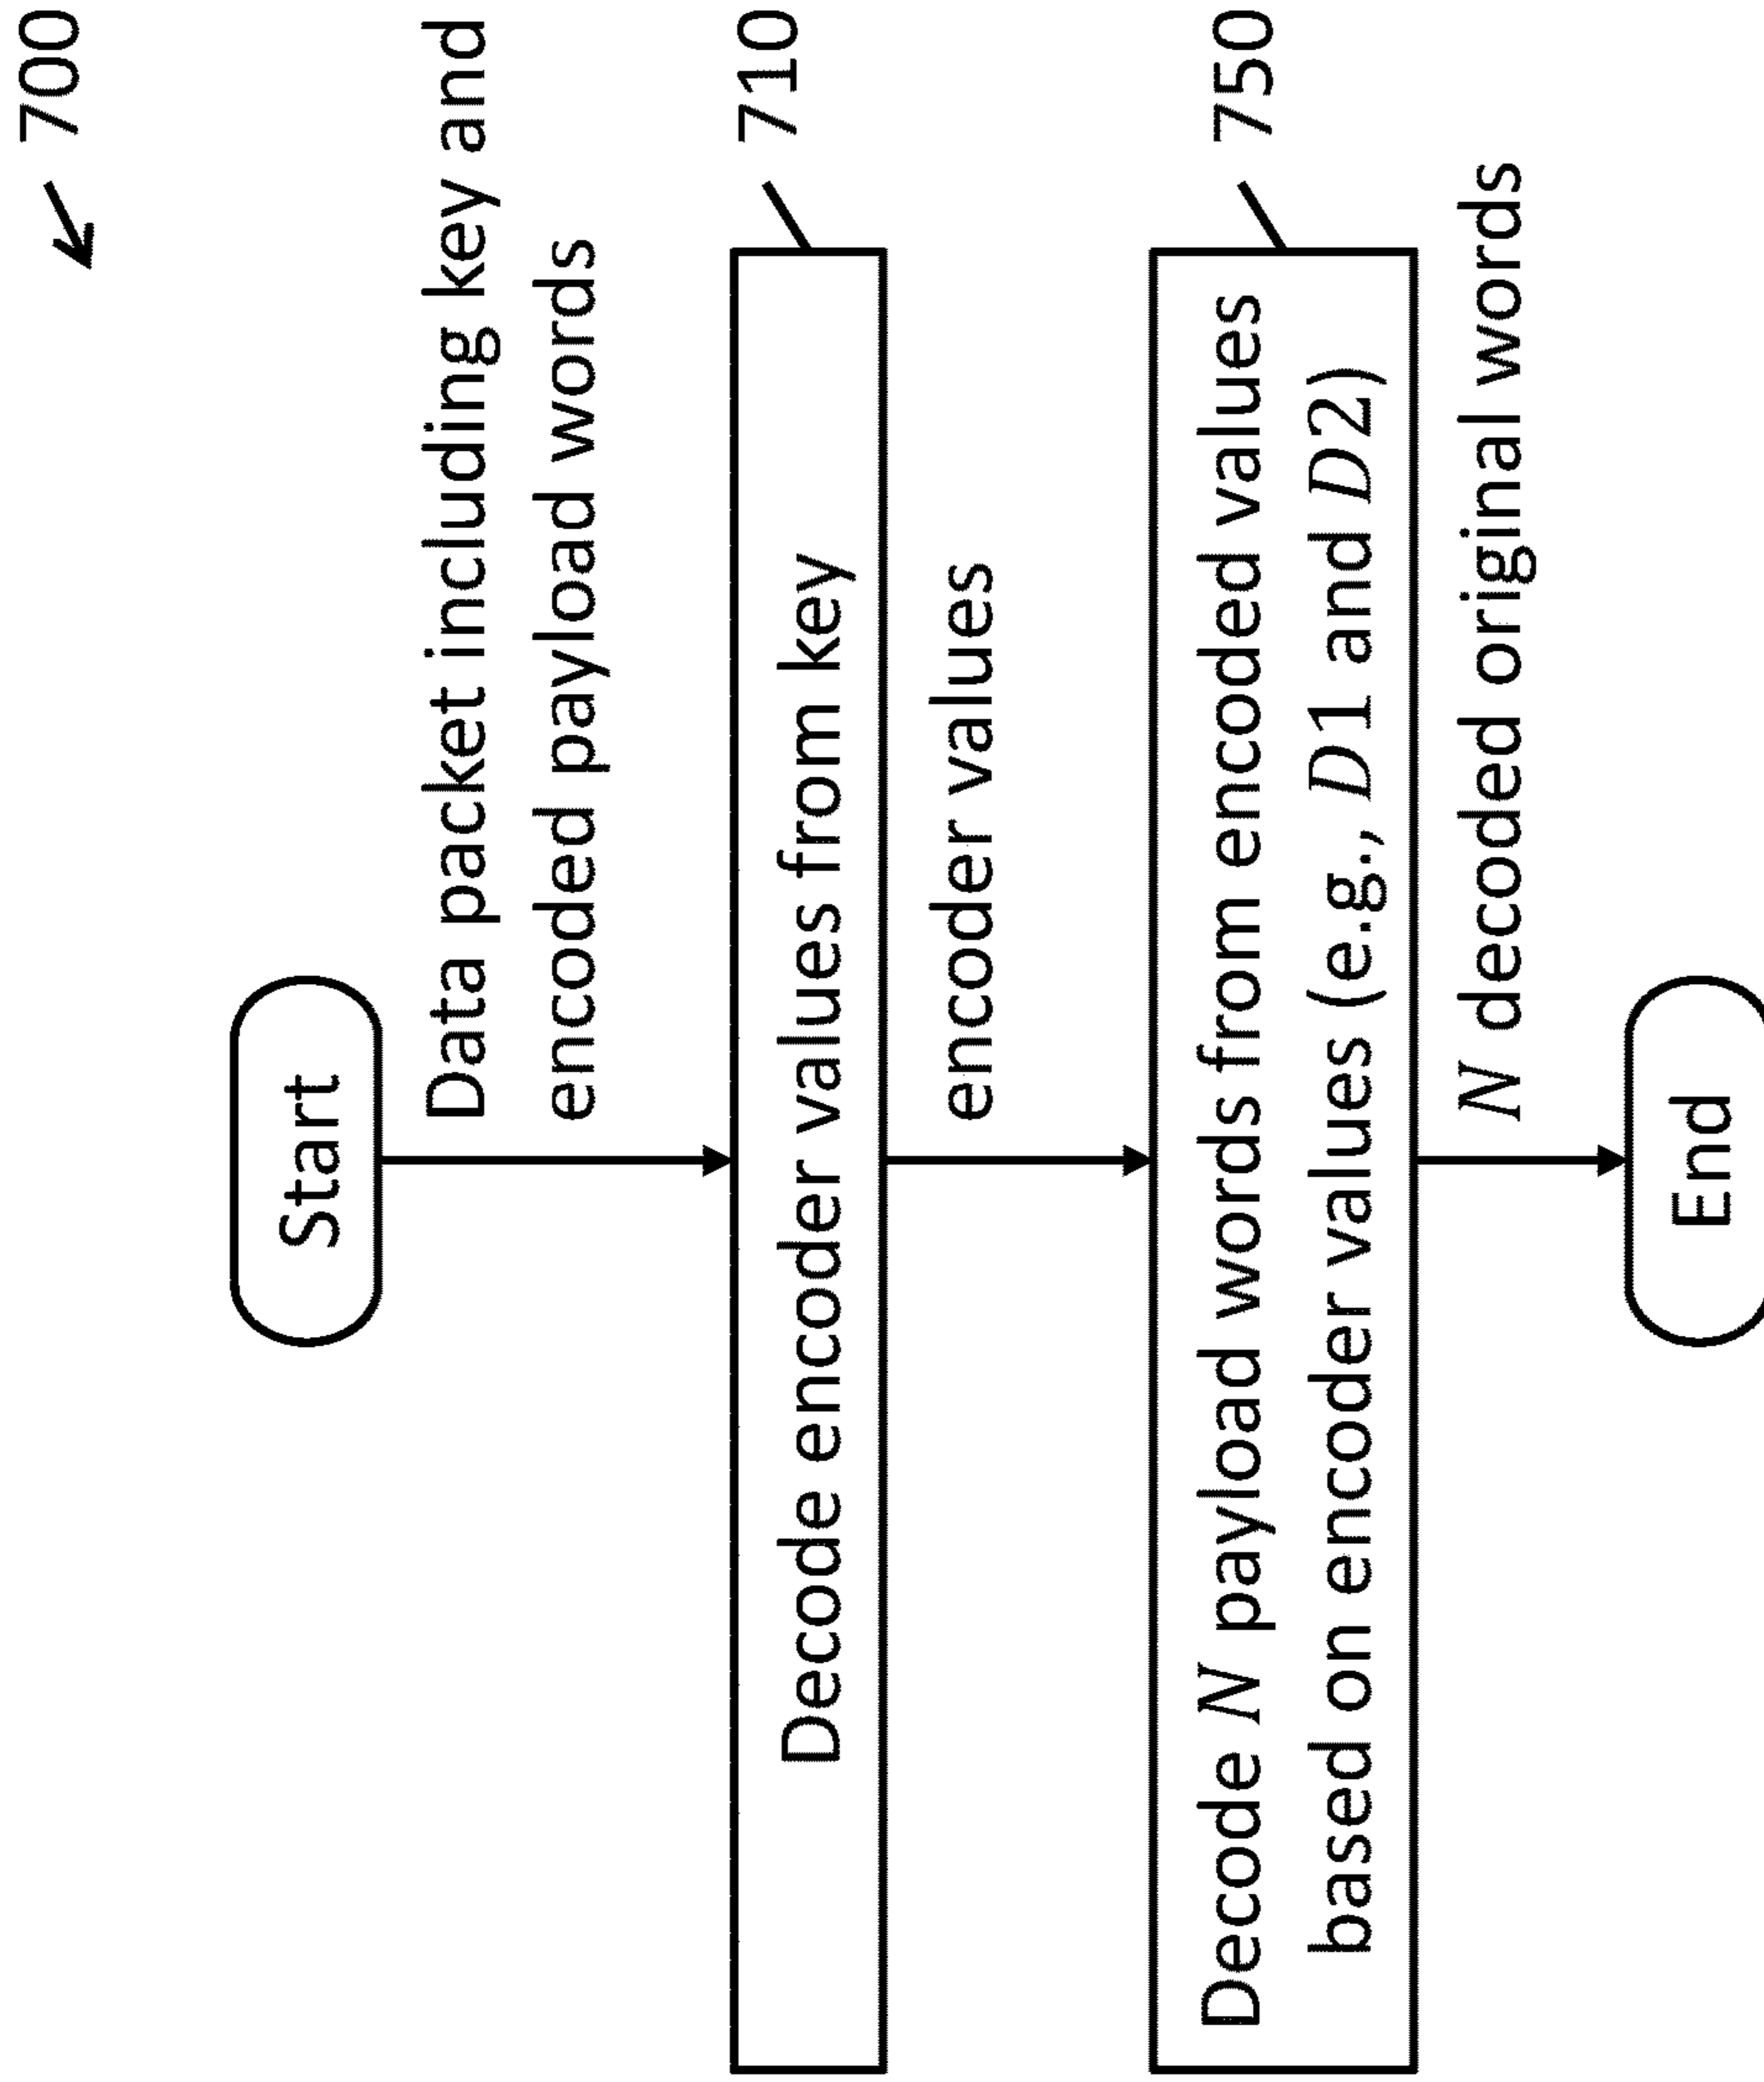 700
Start
Data packet including key and
encoded payload words
Decode encoder values from key
710
encoder values
Decode N payload words from encoded values
based on encoder values (e.g., D1 and D2)
750
N decoded original words
End